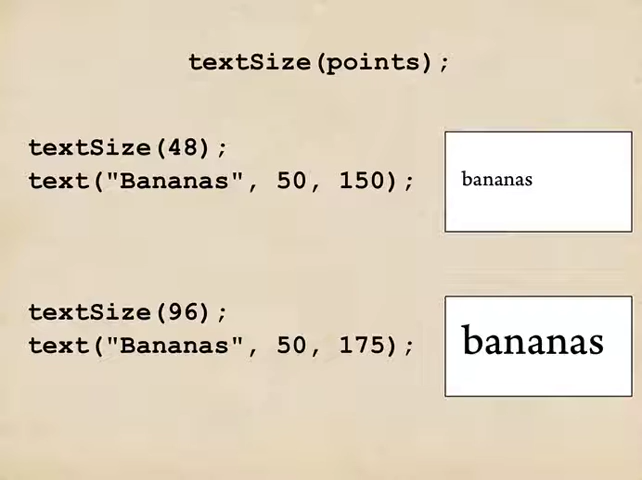 textSize(points);
textSize(48);
text("Bananas", 50, 150);
bananas
textSize(96);
text("Bananas", 50, 175);
bananas